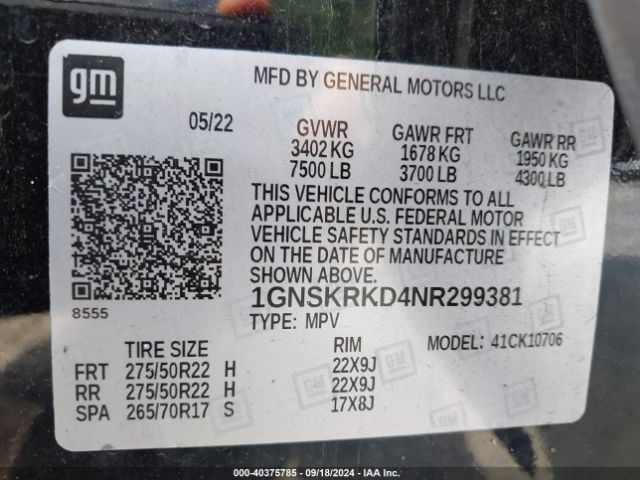 gm
MFD BY GENERAL MOTORS LLC
05/22 GVWR GAWR FRT GAWR RR
3402 KG 1678 KG 1950 KG
7500 LB 3700 LB 4300 LB
THIS VEHICLE CONFORMS TO ALL
APPLICABLE U.S. FEDERAL MOTOR
VEHICLE SAFETY STANDARDS IN EFFECT
ON THE DATE OF MANUFACTURE
SHOWN ABOVE.
8555 1GNSKRKD4NR299381
TYPE: MPV MODEL: 41CK10706
TIRE SIZE RIM
FRT 275/50R22 H 22X9J
RR 275/50R22 H 22X9J
SPA 265/70R17 S 17X8J
000-40375785 - 09/18/2024 - IAA Inc.